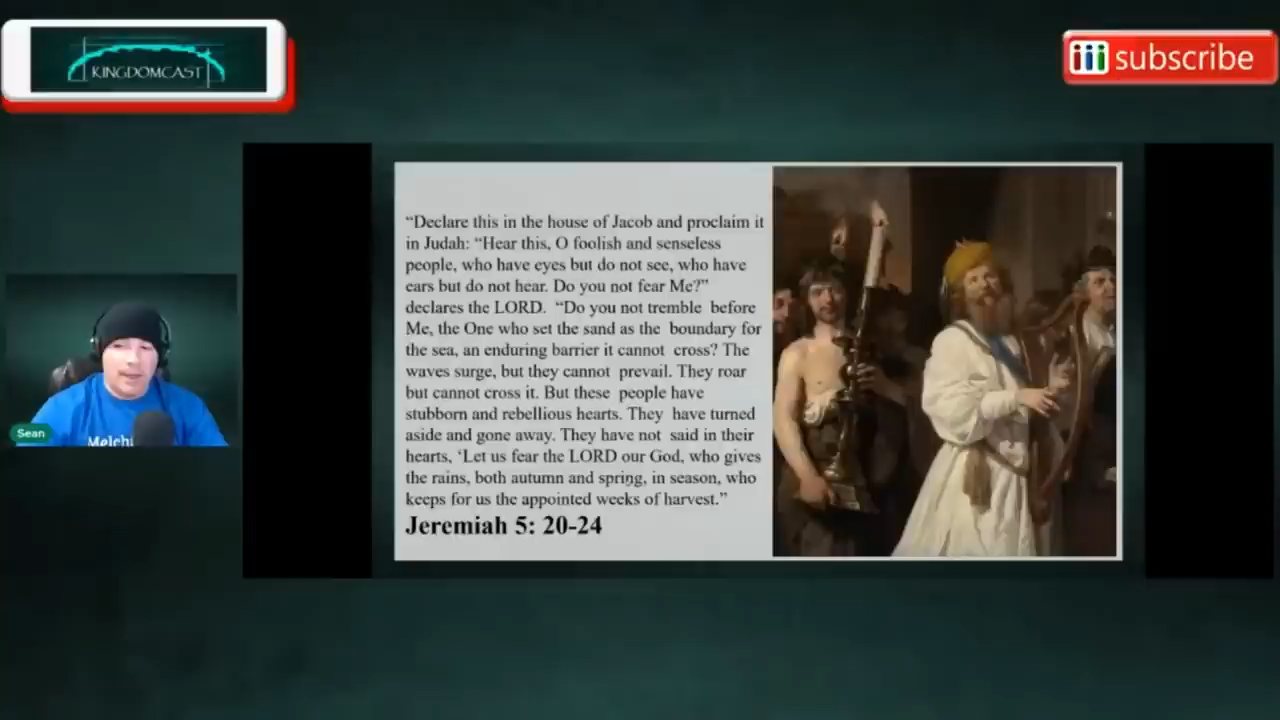 KINGDOMCAST
subscribe
“Declare this in the house of Jacob and proclaim it
in Judah: “Hear this, O foolish and senseless
people, who have eyes but do not see, who have
ears but do not hear. Do you not fear Me?”
declares the LORD. “Do you not tremble before
Me, the One who set the sand as the boundary for
the sea, an enduring barrier it cannot cross? The
waves surge, but they cannot prevail. They roar
but cannot cross it. But these people have
stubborn and rebellious hearts. They have turned
aside and gone away. They have not said in their
hearts, ‘Let us fear the LORD our God, who gives
the rains, both autumn and spring, in season, who
keeps for us the appointed weeks of harvest.”
Jeremiah 5: 20-24
Sean